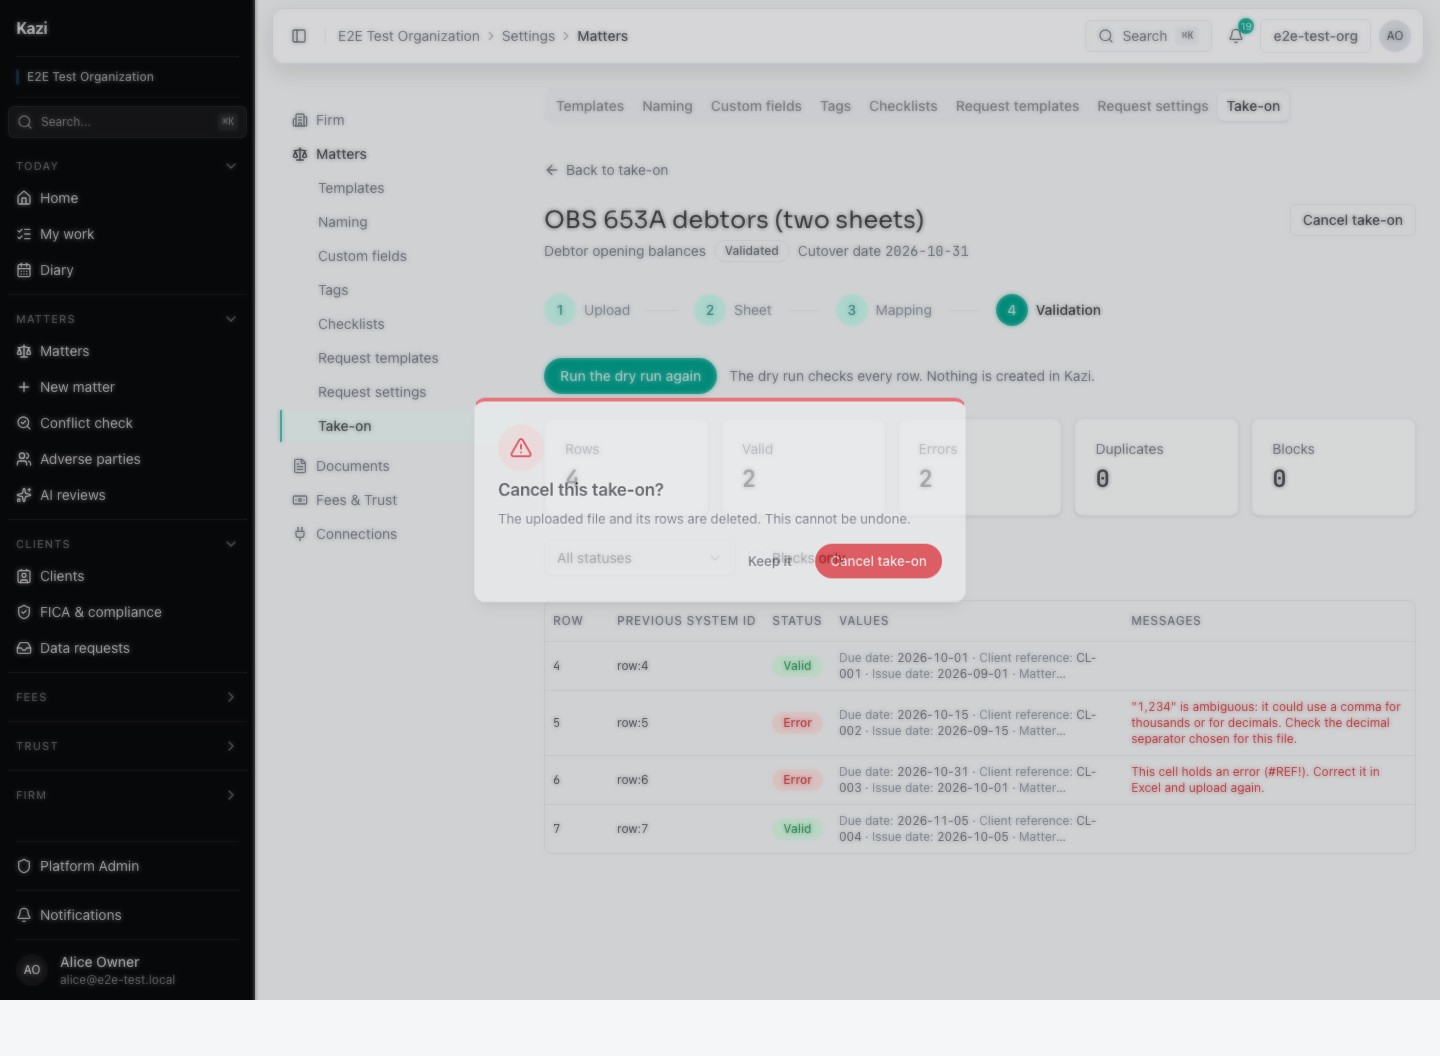 Kazi
E2E Test Organization
Search...
⌘K
TODAY
Home
My work
Diary
MATTERS
Matters
New matter
Conflict check
Adverse parties
AI reviews
CLIENTS
Clients
FICA & compliance
Data requests
FEES
TRUST
FIRM
Platform Admin
Notifications
AO
Alice Owner
alice@e2e-test.local
E2E Test Organization > Settings > Matters
Search ⌘K
19
e2e-test-org
AO
Firm
Matters
Templates
Naming
Custom fields
Tags
Checklists
Request templates
Request settings
Take-on
Documents
Fees & Trust
Connections
Templates Naming Custom fields Tags Checklists Request templates Request settings Take-on
Back to take-on
OBS 653A debtors (two sheets)
Cancel take-on
Debtor opening balances Validated Cutover date 2026-10-31
1 Upload 2 Sheet 3 Mapping 4 Validation
Run the dry run again The dry run checks every row. Nothing is created in Kazi.
Rows Valid Errors Duplicates Blocks
4 2 2 0 0
Cancel this take-on?
The uploaded file and its rows are deleted. This cannot be undone.
All statuses
Blocks only
Keep it Cancel take-on
ROW PREVIOUS SYSTEM ID STATUS VALUES MESSAGES
4 row:4 Valid Due date: 2026-10-01 · Client reference: CL-
001 · Issue date: 2026-09-01 · Matter...
5 row:5 Error Due date: 2026-10-15 · Client reference: CL-
002 · Issue date: 2026-09-15 · Matter...
"1,234" is ambiguous: it could use a comma for
thousands or for decimals. Check the decimal
separator chosen for this file.
6 row:6 Error Due date: 2026-10-31 · Client reference: CL-
003 · Issue date: 2026-10-01 · Matter...
This cell holds an error (#REF!). Correct it in
Excel and upload again.
7 row:7 Valid Due date: 2026-11-05 · Client reference: CL-
004 · Issue date: 2026-10-05 · Matter...